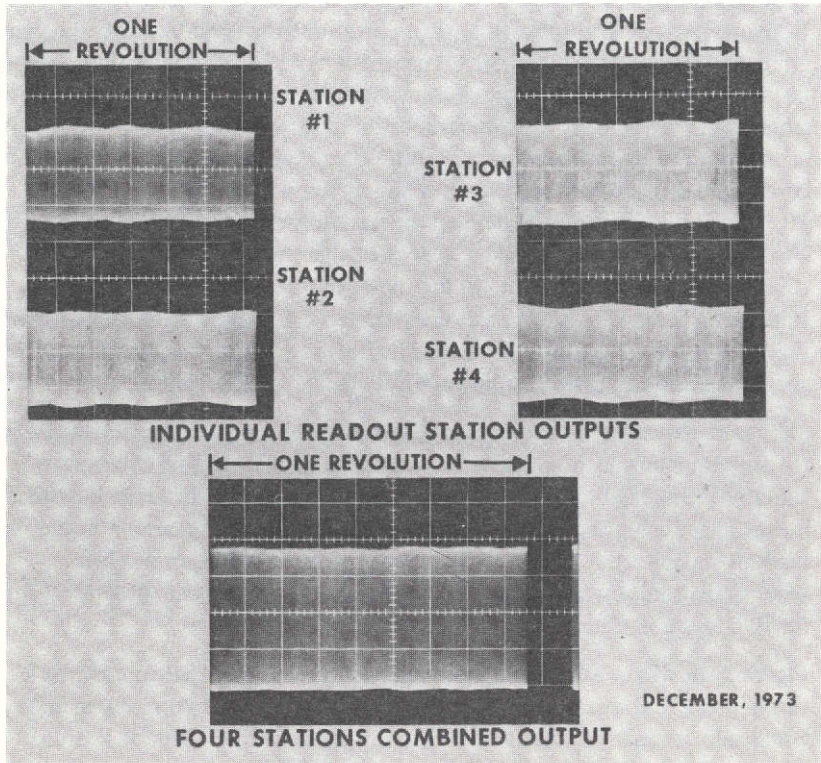 ONE
REVOLUTION
ONE
REVOLUTION
STATION
#1
STATION
#3
STATION
#2
STATION
#4
INDIVIDUAL READOUT STATION OUTPUTS
ONE REVOLUTION
DECEMBER, 1973
FOUR STATIONS COMBINED OUTPUT